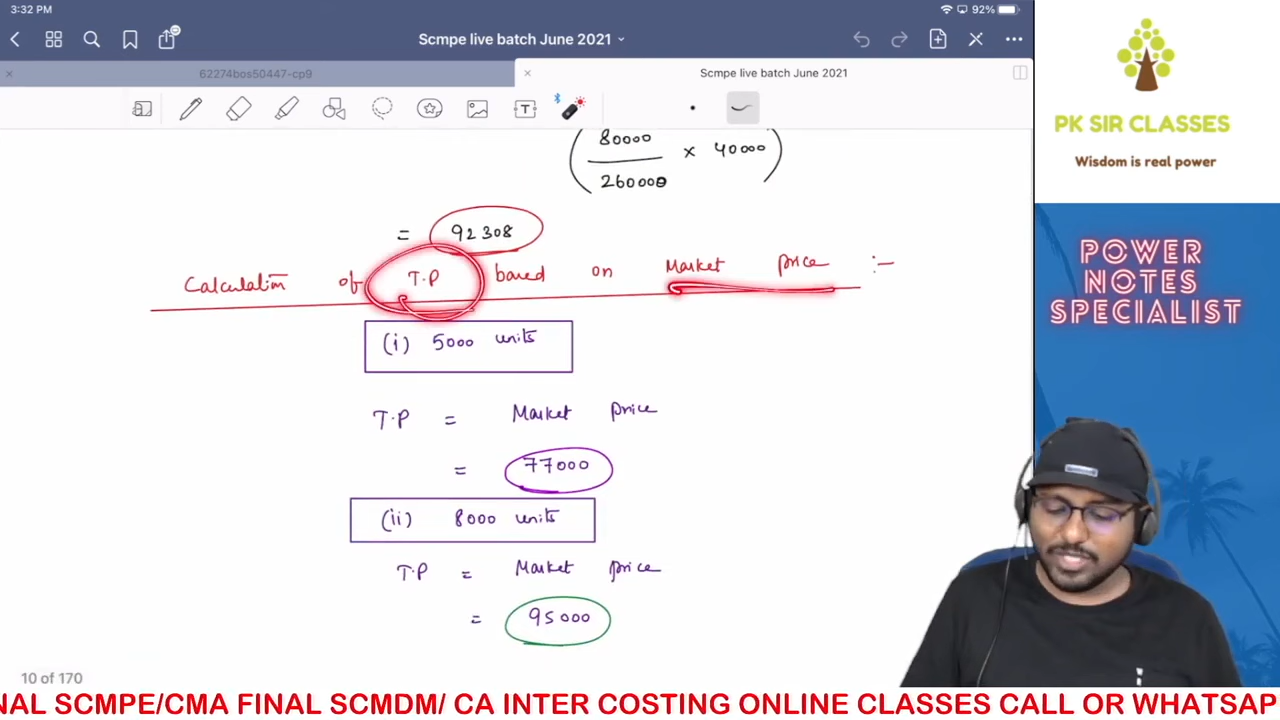 3:32 PM
92%
Scmpe live batch June 2021
62274bos50447-cp9
Scmpe live batch June 2021
T
80000
× 40000
260000
= 92308
Calculation of T.P based on Market price :-
(i) 5000 units
T.P = Market price
= 77000
(ii) 8000 units
T.P = Market price
= 95000
10 of 170
PK SIR CLASSES
Wisdom is real power
POWER
NOTES
SPECIALIST
NAL SCMPE/CMA FINAL SCMDM/ CA INTER COSTING ONLINE CLASSES CALL OR WHATSAP